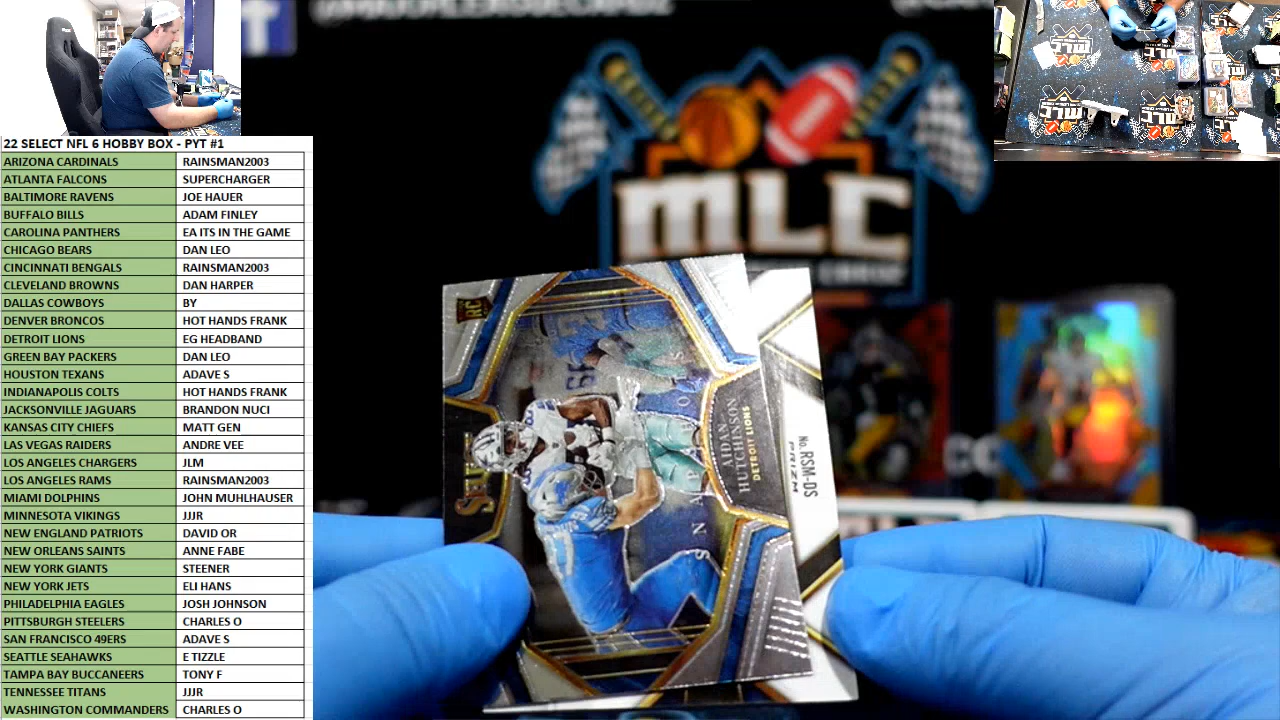 22 SELECT NFL 6 HOBBY BOX - PYT #1
ARIZONA CARDINALS RAINSMAN2003
ATLANTA FALCONS SUPERCHARGER
BALTIMORE RAVENS JOE HAUER
BUFFALO BILLS ADAM FINLEY
CAROLINA PANTHERS EA ITS IN THE GAME
CHICAGO BEARS DAN LEO
CINCINNATI BENGALS RAINSMAN2003
CLEVELAND BROWNS DAN HARPER
DALLAS COWBOYS BY
DENVER BRONCOS HOT HANDS FRANK
DETROIT LIONS EG HEADBAND
GREEN BAY PACKERS DAN LEO
HOUSTON TEXANS ADAVE S
INDIANAPOLIS COLTS HOT HANDS FRANK
JACKSONVILLE JAGUARS BRANDON NUCI
KANSAS CITY CHIEFS MATT GEN
LAS VEGAS RAIDERS ANDRE VEE
LOS ANGELES CHARGERS JLM
LOS ANGELES RAMS RAINSMAN2003
MIAMI DOLPHINS JOHN MUHLHAUSER
MINNESOTA VIKINGS JJJR
NEW ENGLAND PATRIOTS DAVID OR
NEW ORLEANS SAINTS ANNE FABE
NEW YORK GIANTS STEENER
NEW YORK JETS ELI HANS
PHILADELPHIA EAGLES JOSH JOHNSON
PITTSBURGH STEELERS CHARLES O
SAN FRANCISCO 49ERS ADAVE S
SEATTLE SEAHAWKS E TIZZLE
TAMPA BAY BUCCANEERS TONY F
TENNESSEE TITANS JJJR
WASHINGTON COMMANDERS CHARLES O
MLC
RC
SELECT
SNAPSHOTS
AIDAN
HUTCHINSON
DETROIT LIONS
No. RSM-DS
PRIZM